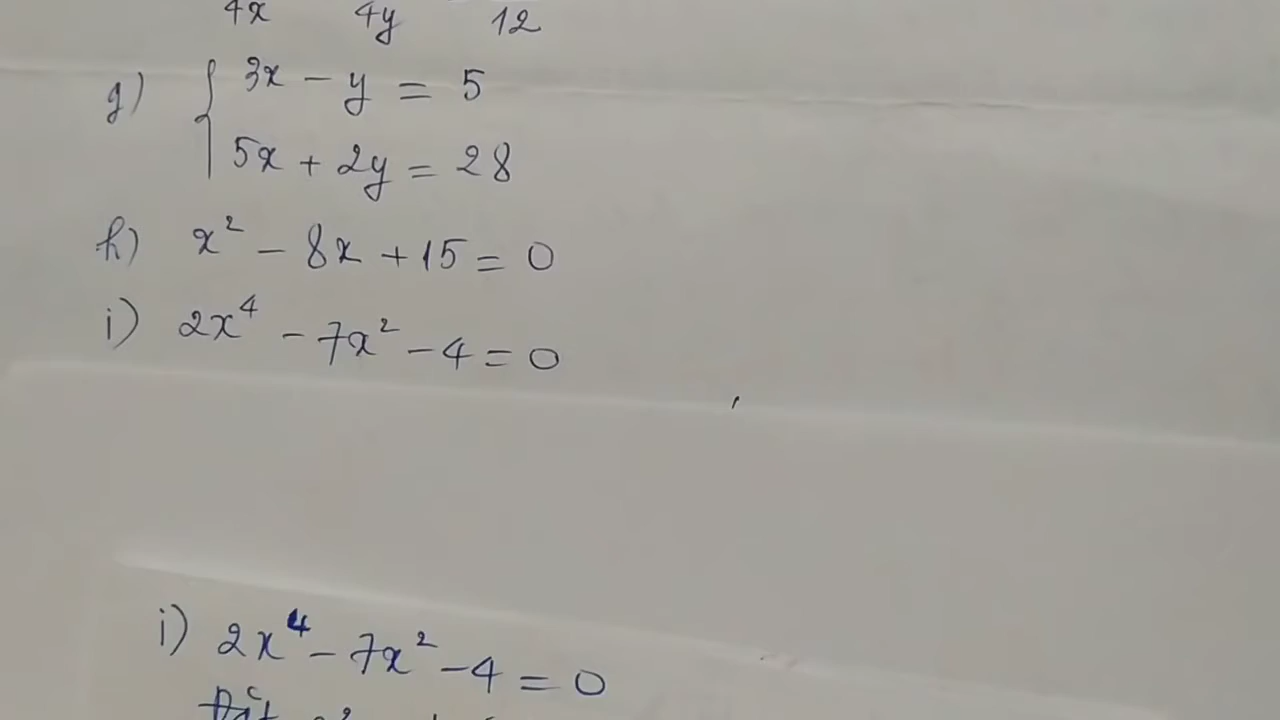 4x 4y 12
g) { 3x - y = 5
5x + 2y = 28
h) x² - 8x + 15 = 0
i) 2x⁴ - 7x² - 4 = 0
i) 2x⁴ - 7x² - 4 = 0
Đặt